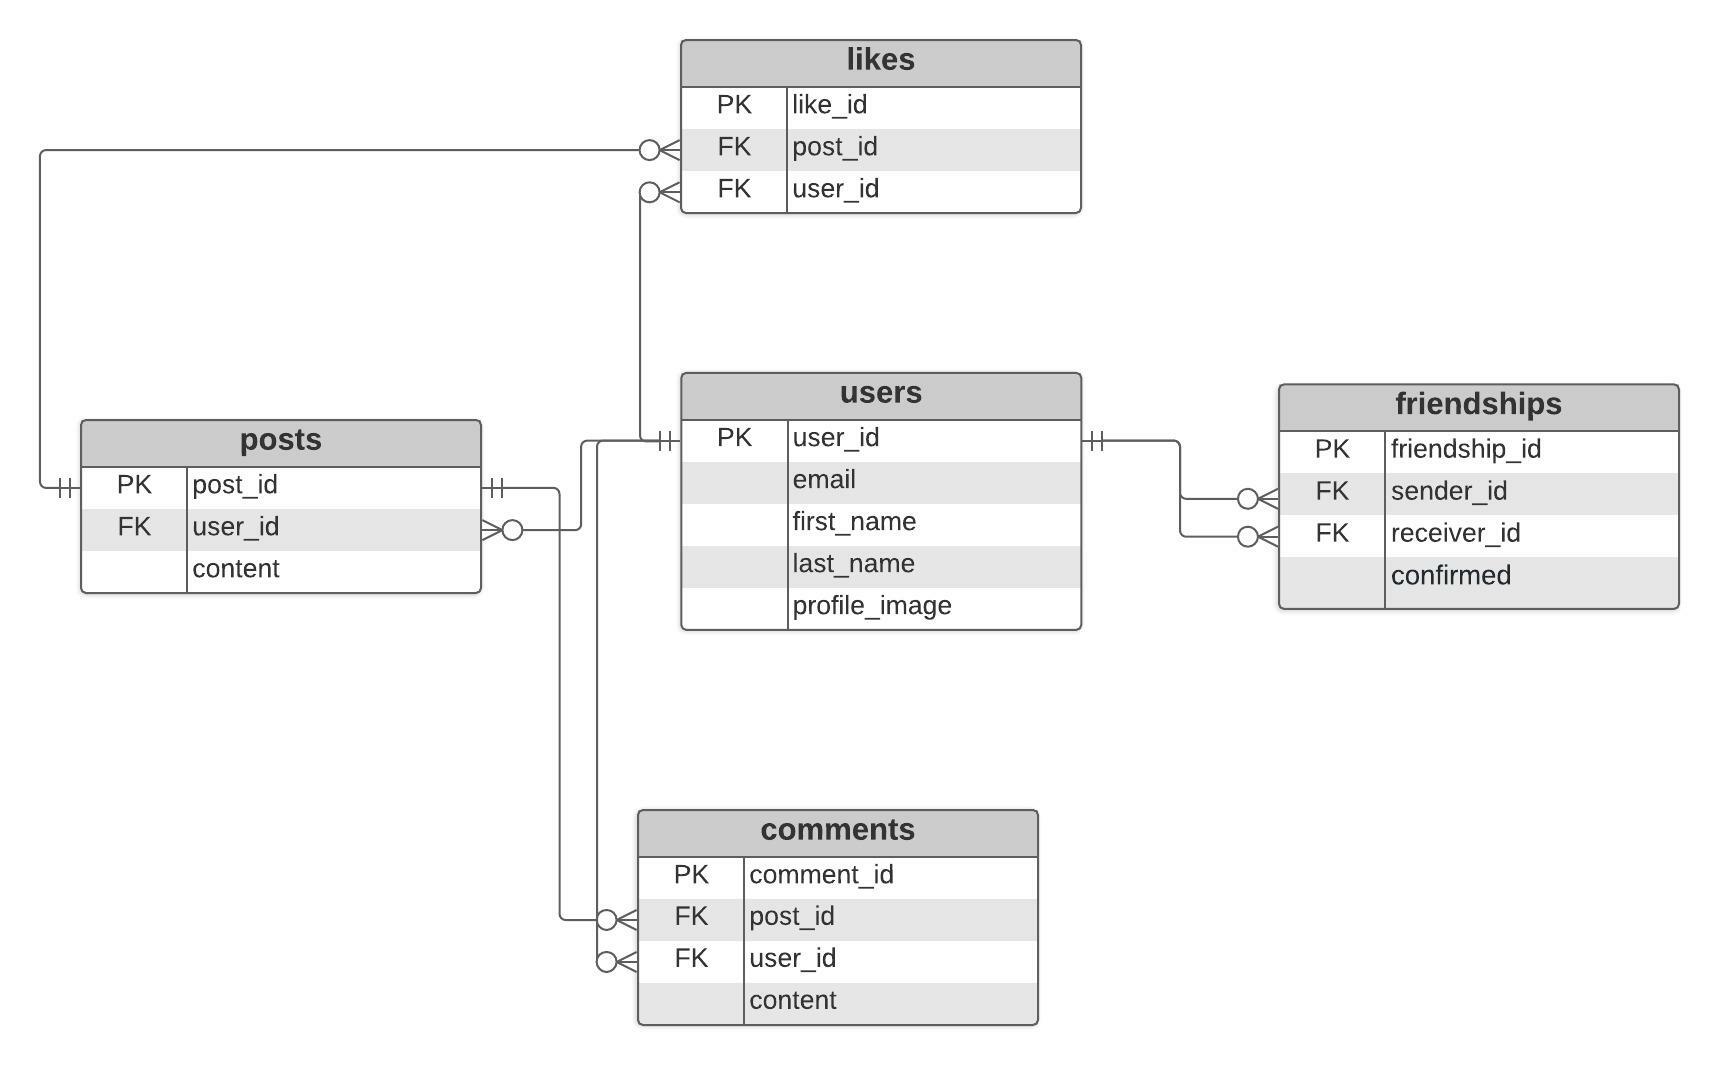 likes
PK like_id
FK post_id
FK user_id
users
PK user_id
email
first_name
last_name
profile_image
friendships
PK friendship_id
FK sender_id
FK receiver_id
confirmed
posts
PK post_id
FK user_id
content
comments
PK comment_id
FK post_id
FK user_id
content